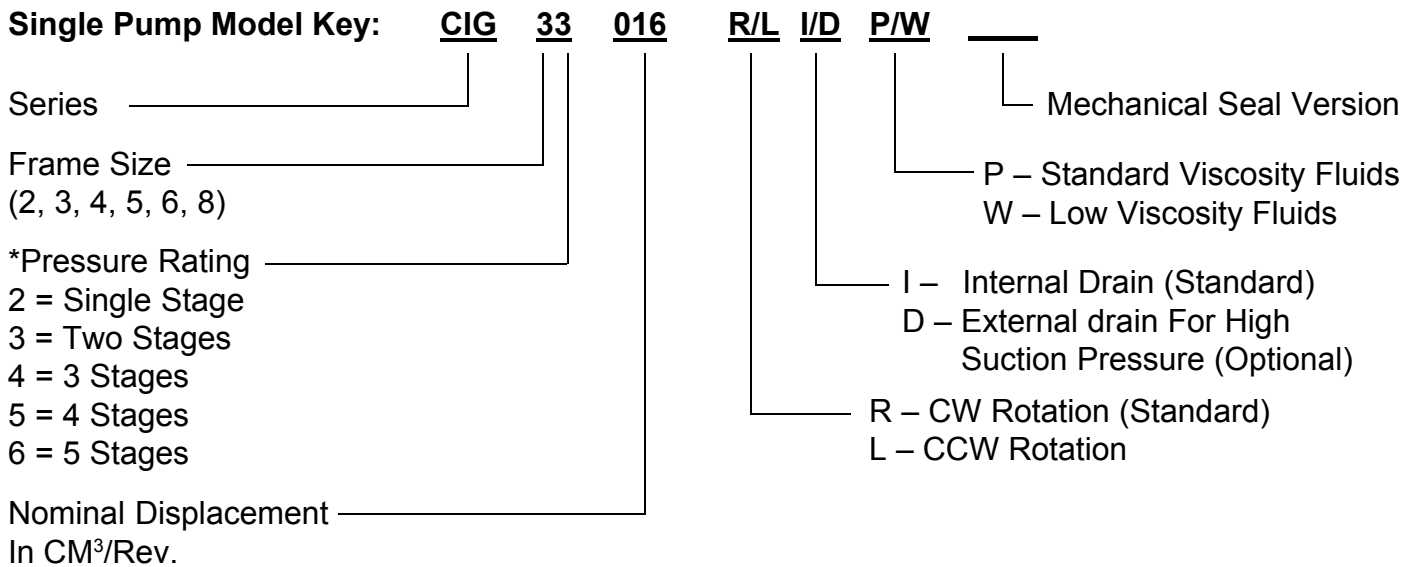 Single Pump Model Key: CIG 33 016 R/L I/D P/W ____
Series
Frame Size
(2, 3, 4, 5, 6, 8)
*Pressure Rating
2 = Single Stage
3 = Two Stages
4 = 3 Stages
5 = 4 Stages
6 = 5 Stages
Nominal Displacement
In CM³/Rev.
Mechanical Seal Version
P – Standard Viscosity Fluids
W – Low Viscosity Fluids
I – Internal Drain (Standard)
D – External drain For High
Suction Pressure (Optional)
R – CW Rotation (Standard)
L – CCW Rotation